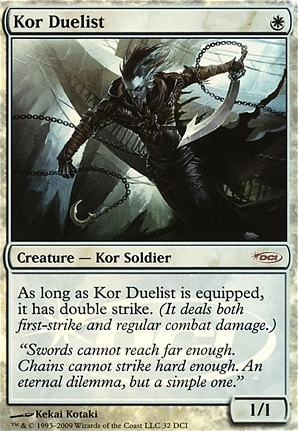 Kor Duelist
Creature — Kor Soldier
DCI
As long as Kor Duelist is equipped,
it has double strike. (It deals both
first-strike and regular combat damage.)
“Swords cannot reach far enough.
Chains cannot strike hard enough. An
eternal dilemma, but a simple one.”
Kekai Kotaki
1/1
™ & © 1993–2009 Wizards of the Coast LLC 32 DCI